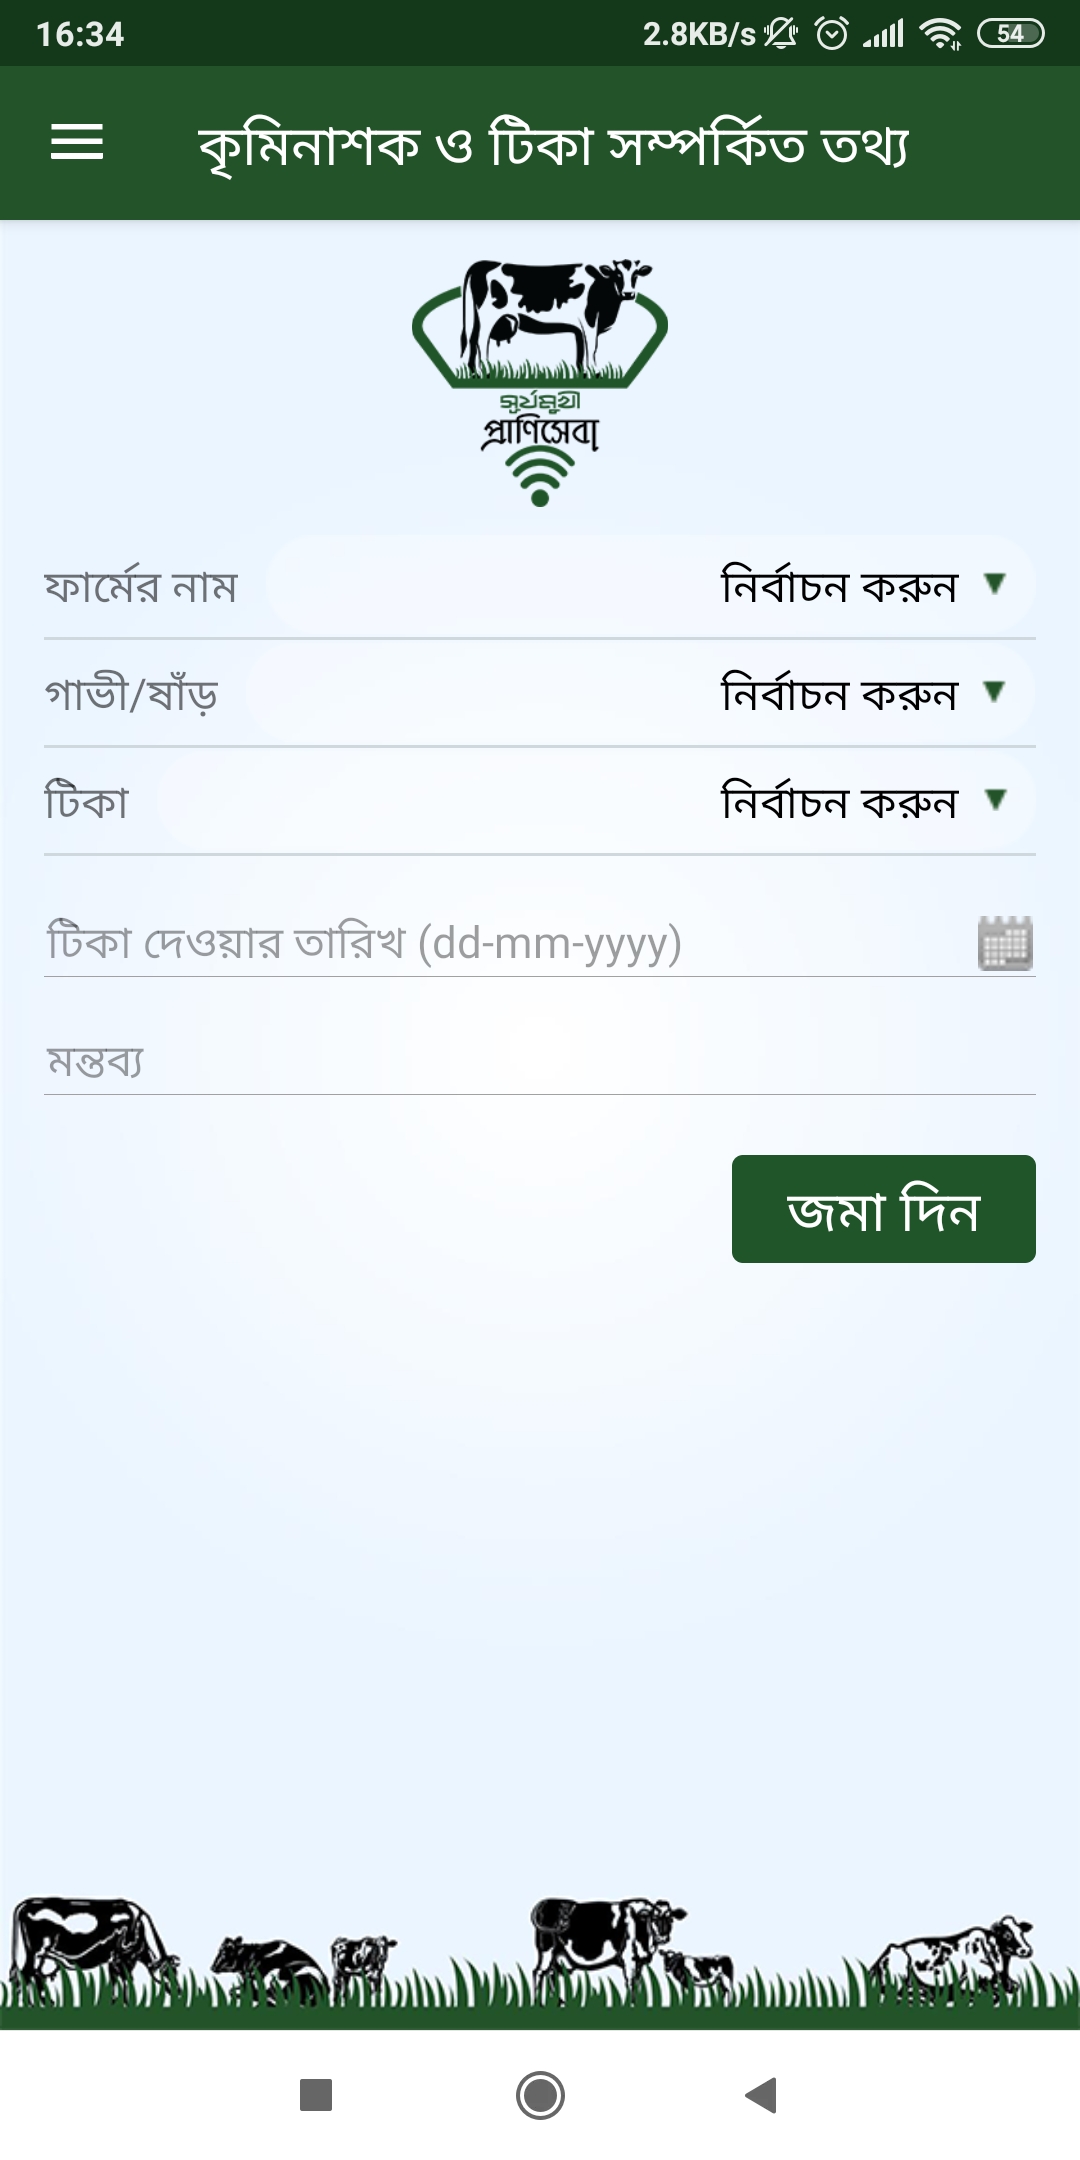 16:34 2.8KB/s 54
কৃমিনাশক ও টিকা সম্পর্কিত তথ্য
সূর্যমুখী
প্রাণিসেবা
ফার্মের নাম নির্বাচন করুন
গাভী/ষাঁড় নির্বাচন করুন
টিকা নির্বাচন করুন
টিকা দেওয়ার তারিখ (dd-mm-yyyy)
মন্তব্য
জমা দিন